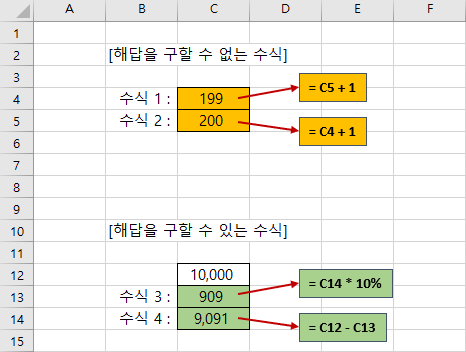 A B C D E F
1
2 [해답을 구할 수 없는 수식]
3
4 수식 1 : 199 = C5 + 1
5 수식 2 : 200 = C4 + 1
6
7
8
9
10 [해답을 구할 수 있는 수식]
11
12 10,000
13 수식 3 : 909 = C14 * 10%
14 수식 4 : 9,091 = C12 - C13
15